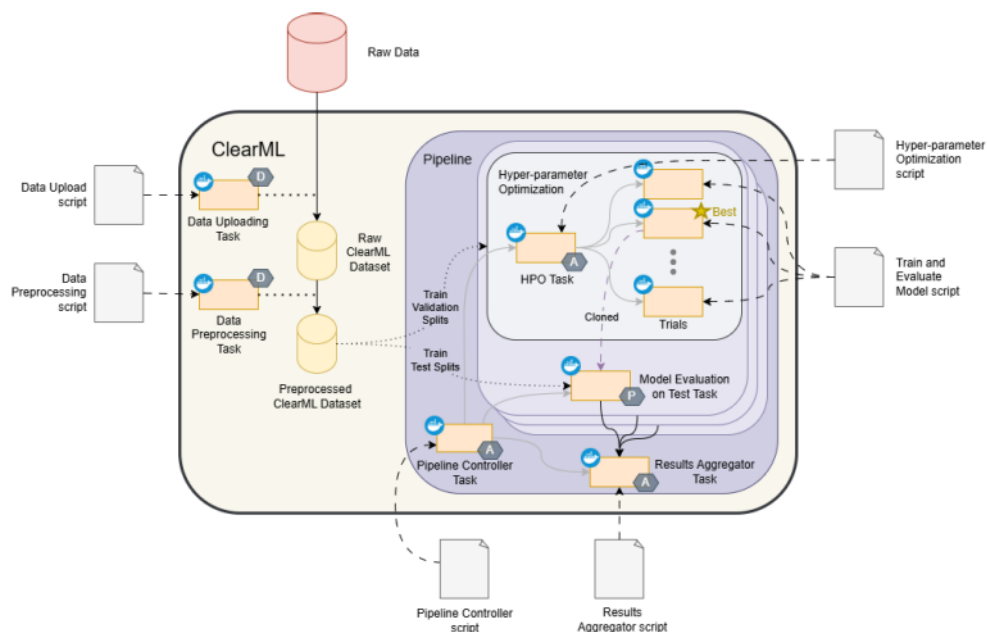 Raw Data
ClearML
Pipeline
Hyper-parameter
Optimization
Hyper-parameter
Optimization
script
Data Upload
script
D
Data Uploading
Task
Best
Raw
ClearML
Dataset
A
HPO Task
Data
Preprocessing
script
D
Data
Preprocessing
Task
Train
Validation
Splits
Cloned
Trials
Train and
Evaluate
Model script
Train
Test Splits
Preprocessed
ClearML Dataset
P
Model Evaluation
on Test Task
A
Pipeline Controller
Task
A
Results Aggregator
Task
Pipeline Controller
script
Results
Aggregator script